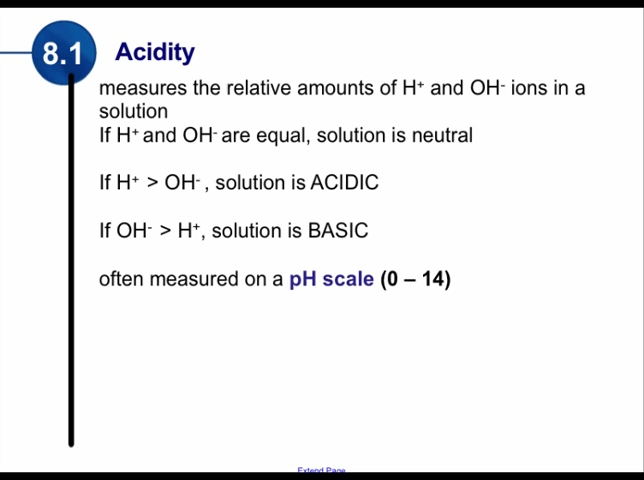 8.1 Acidity
measures the relative amounts of H⁺ and OH⁻ ions in a
solution
If H⁺ and OH⁻ are equal, solution is neutral
If H⁺ > OH⁻ , solution is ACIDIC
If OH⁻ > H⁺, solution is BASIC
often measured on a pH scale (0 – 14)
Extend Page